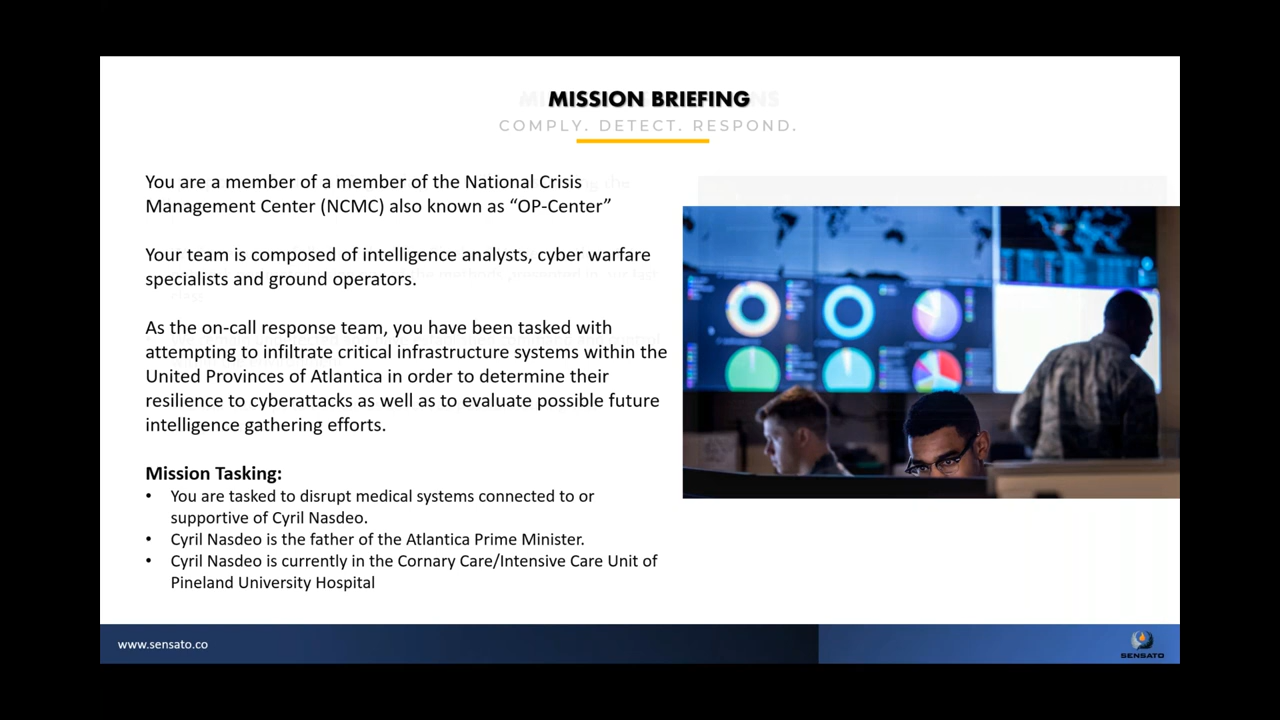 MISSION BRIEFING
COMPLY. DETECT. RESPOND.
You are a member of a member of the National Crisis
Management Center (NCMC) also known as “OP-Center”
Your team is composed of intelligence analysts, cyber warfare
specialists and ground operators.
As the on-call response team, you have been tasked with
attempting to infiltrate critical infrastructure systems within the
United Provinces of Atlantica in order to determine their
resilience to cyberattacks as well as to evaluate possible future
intelligence gathering efforts.
Mission Tasking:
• You are tasked to disrupt medical systems connected to or
supportive of Cyril Nasdeo.
• Cyril Nasdeo is the father of the Atlantica Prime Minister.
• Cyril Nasdeo is currently in the Cornary Care/Intensive Care Unit of
Pineland University Hospital
www.sensato.co
SENSATO